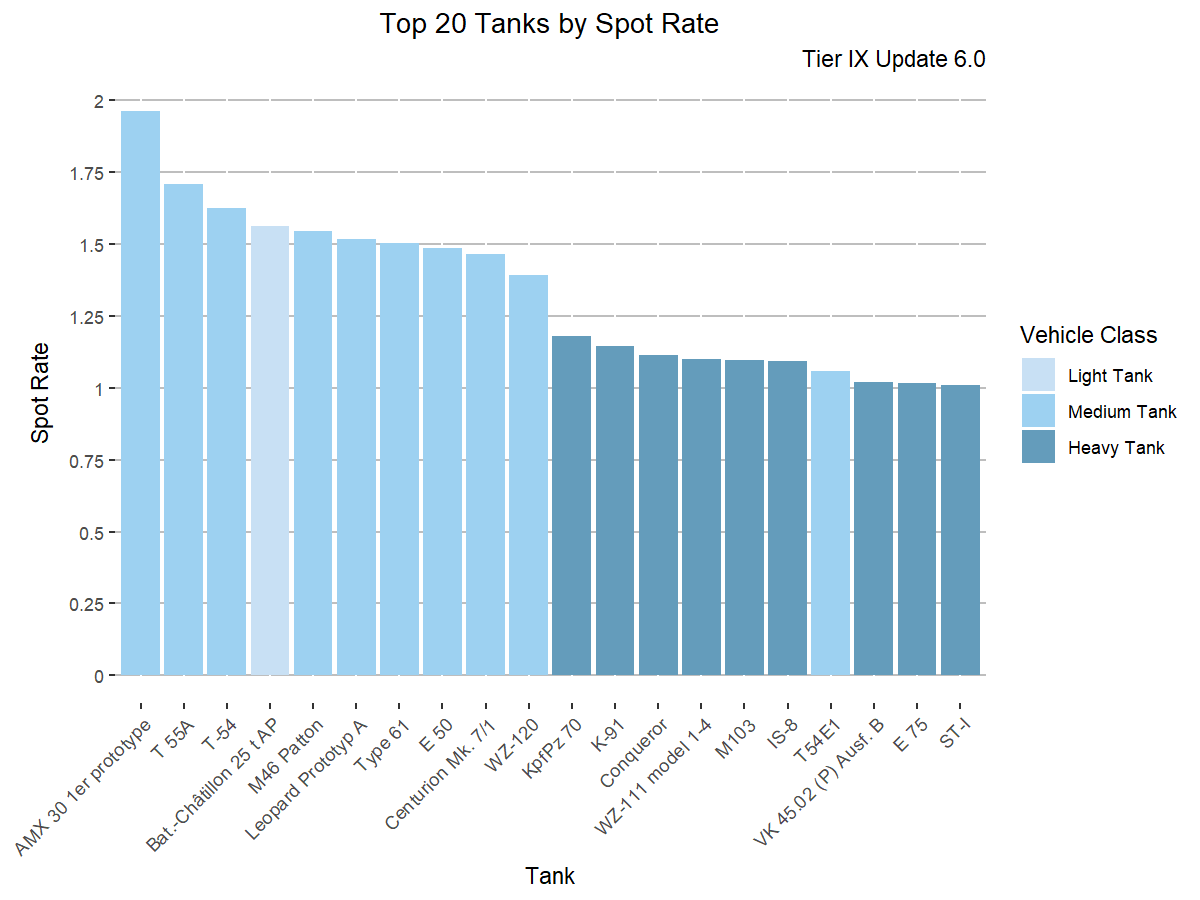 Top 20 Tanks by Spot Rate
Tier IX Update 6.0
2
1.75
1.5
1.25
1
0.75
0.5
0.25
0
Spot Rate
AMX 30 1er prototype
T 55A
T-54
Bat.-Châtillon 25 t AP
M46 Patton
Leopard Prototyp A
Type 61
E 50
Centurion Mk. 7/1
WZ-120
KpfPz 70
K-91
Conqueror
WZ-111 model 1-4
M103
IS-8
T54E1
VK 45.02 (P) Ausf. B
E 75
ST-I
Tank
Vehicle Class
Light Tank
Medium Tank
Heavy Tank